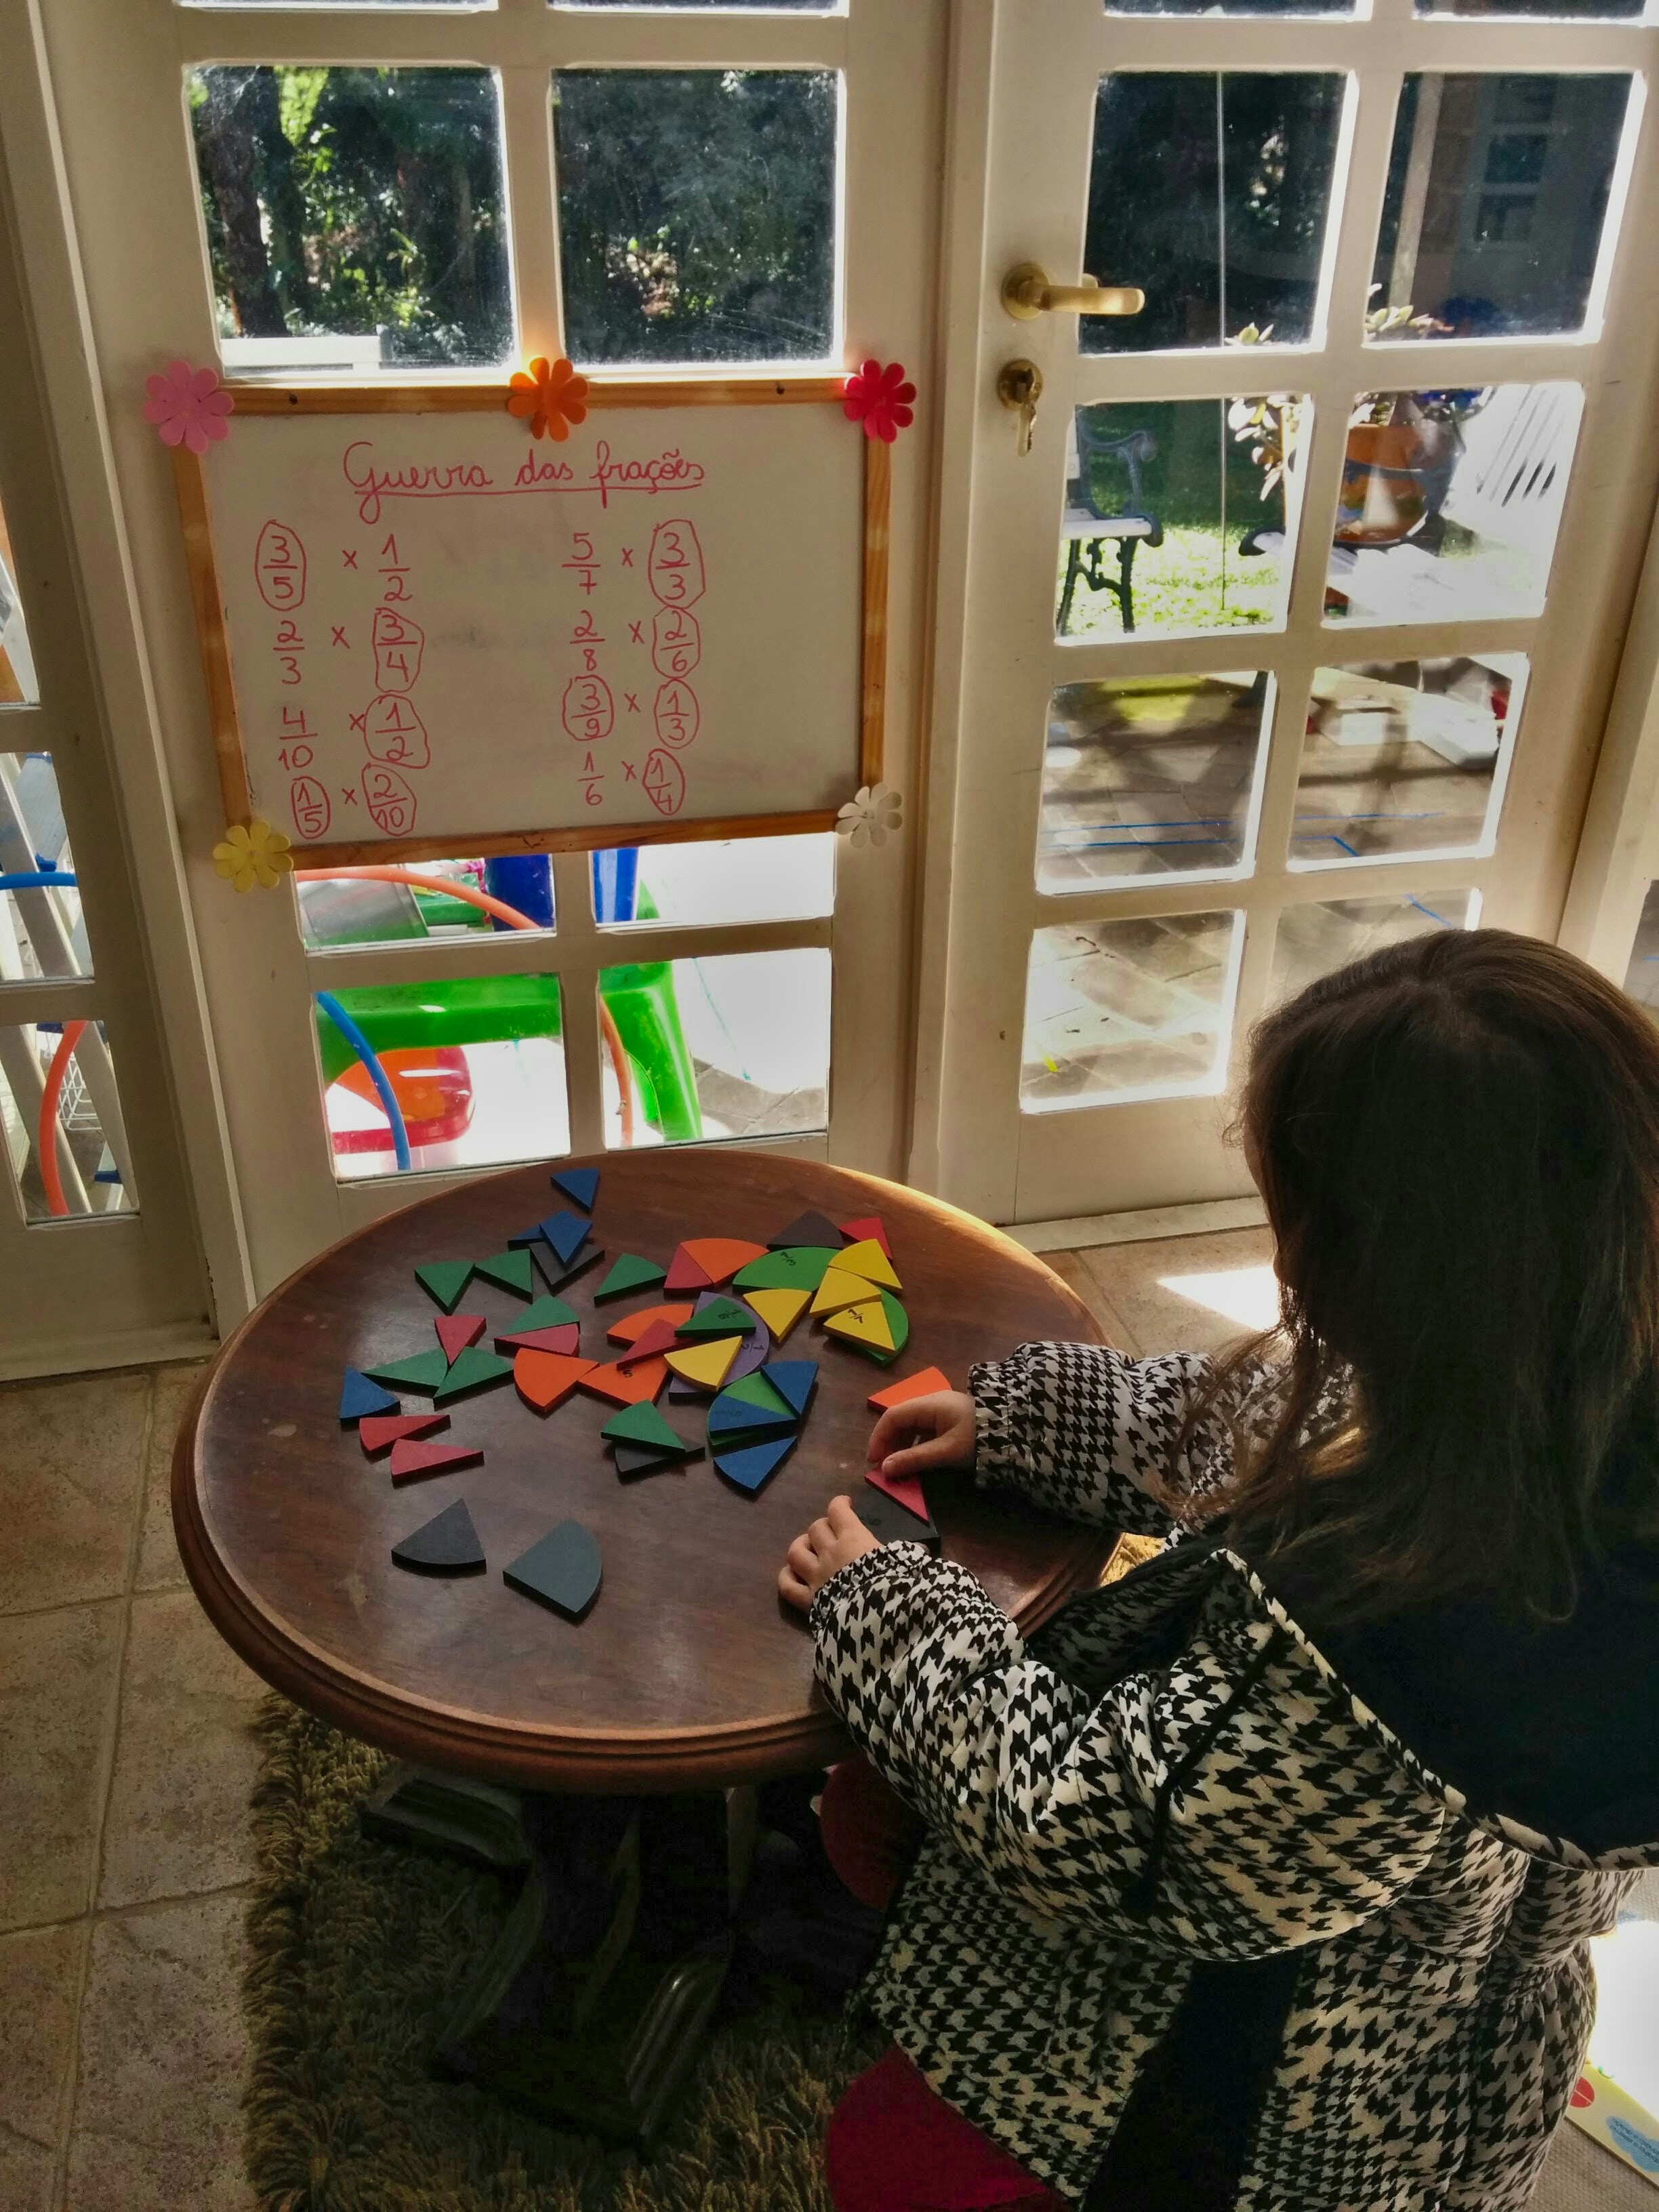 Guerra das frações
3/5 x 1/2
2/3 x 3/4
4/10 x 1/2
1/5 x 2/10
5/7 x 3/3
2/8 x 2/6
3/9 x 1/3
1/6 x 1/4